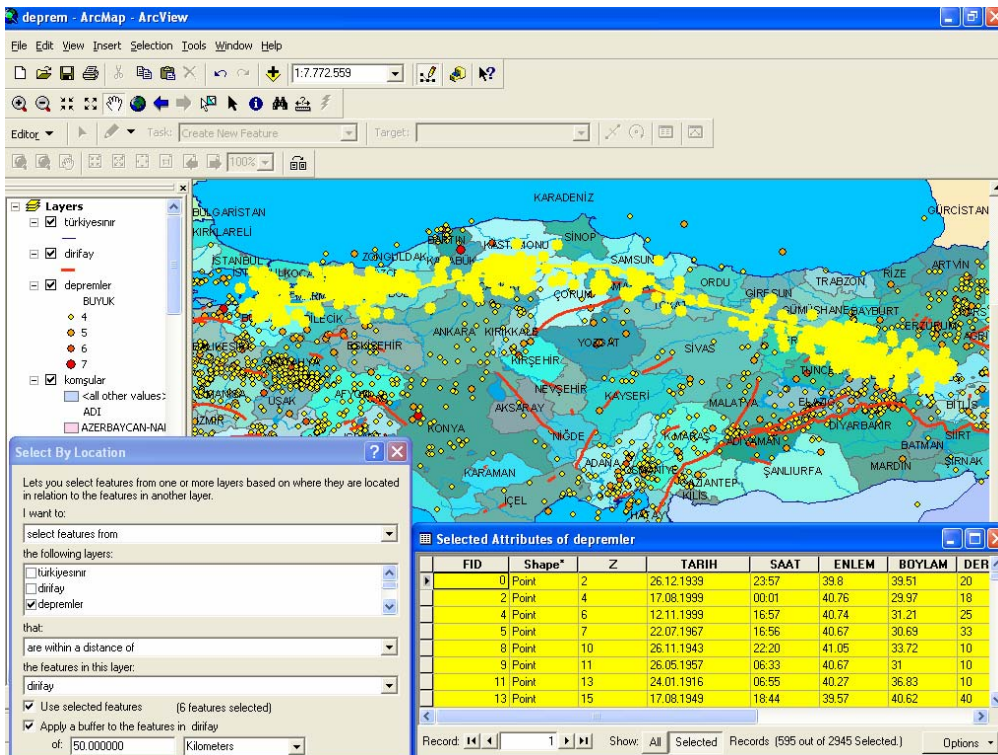 deprem - ArcMap - ArcView
File Edit View Insert Selection Tools Window Help
1:7.772.559
Editor Task: Create New Feature Target:
100%
Layers
türkiyesınır
dirifay
depremler
BUYUK
4
5
6
7
komşular
<all other values>
ADI
AZERBAYCAN-NAI
KARADENİZ
GÜRCİSTAN
BULGARİSTAN
KIRKLARELİ
İSTANBUL
ZONGULDAK
BARTIN
KASTAMONU
SİNOP
SAMSUN
ORDU
GİRESUN
TRABZON
RİZE
ARTVİN
GÜMÜŞHANE
BAYBURT
ERZURUM
ÇORUM
ANKARA
KIRIKKALE
YOZGAT
SİVAS
ESKİŞEHİR
KIRŞEHİR
NEVŞEHİR
KAYSERİ
AKSARAY
UŞAK
AFYON
KONYA
NİĞDE
MALATYA
ELAZIĞ
BİTLİS
DİYARBAKIR
BATMAN
SİİRT
ŞIRNAK
MARDİN
ADIYAMAN
K.MARAŞ
ŞANLIURFA
GAZİANTEP
KİLİS
ADANA
KARAMAN
İÇEL
HATA
İZMİR
Select By Location
Lets you select features from one or more layers based on where they are located
in relation to the features in another layer.
I want to:
select features from
the following layers:
türkiyesınır
dirifay
depremler
that:
are within a distance of
the features in this layer:
dirifay
Use selected features (6 features selected)
Apply a buffer to the features in dirifay
of: 50.000000 Kilometers
Selected Attributes of depremler
FID Shape* Z TARIH SAAT ENLEM BOYLAM DER
0 Point 2 26.12.1939 23:57 39.8 39.51 20
2 Point 4 17.08.1999 00:01 40.76 29.97 18
4 Point 6 12.11.1999 16:57 40.74 31.21 25
5 Point 7 22.07.1967 16:56 40.67 30.69 33
8 Point 10 26.11.1943 22:20 41.05 33.72 10
9 Point 11 26.05.1957 06:33 40.67 31 10
11 Point 13 24.01.1916 06:55 40.27 36.83 10
13 Point 15 17.08.1949 18:44 39.57 40.62 40
Record: 1 Show: All Selected Records (595 out of 2945 Selected.) Options